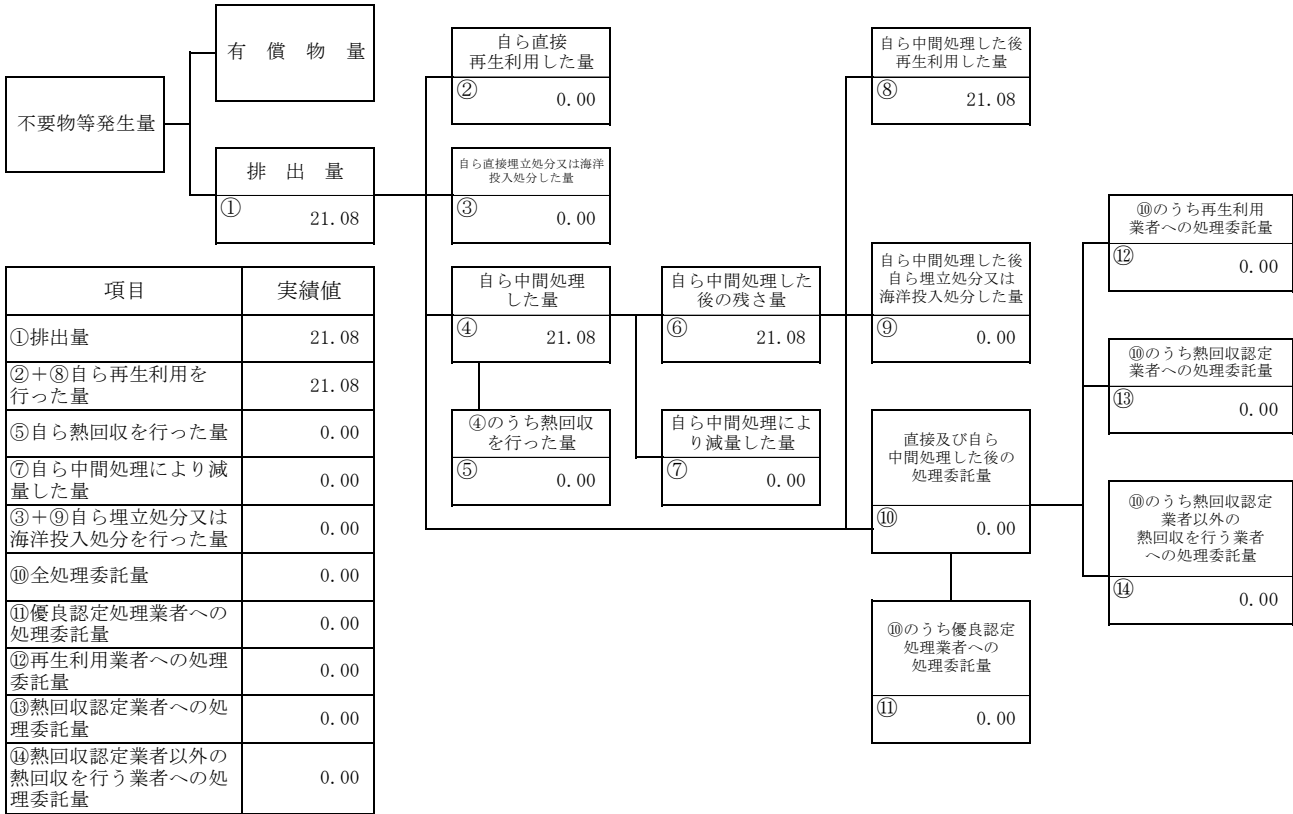 不要物等発生量
有 償 物 量
排 出 量
① 21.08
自ら直接
再生利用した量
② 0.00
自ら直接埋立処分又は海洋
投入処分した量
③ 0.00
自ら中間処理
した量
④ 21.08
④のうち熱回収
を行った量
⑤ 0.00
自ら中間処理した
後の残さ量
⑥ 21.08
自ら中間処理によ
り減量した量
⑦ 0.00
自ら中間処理した後
再生利用した量
⑧ 21.08
自ら中間処理した後
自ら埋立処分又は
海洋投入処分した量
⑨ 0.00
直接及び自ら
中間処理した後の
処理委託量
⑩ 0.00
⑩のうち優良認定
処理業者への
処理委託量
⑪ 0.00
⑩のうち再生利用
業者への処理委託量
⑫ 0.00
⑩のうち熱回収認定
業者への処理委託量
⑬ 0.00
⑩のうち熱回収認定
業者以外の
熱回収を行う業者
への処理委託量
⑭ 0.00
項目 実績値
①排出量 21.08
②+⑧自ら再生利用を
行った量 21.08
⑤自ら熱回収を行った量 0.00
⑦自ら中間処理により減
量した量 0.00
③+⑨自ら埋立処分又は
海洋投入処分を行った量 0.00
⑩全処理委託量 0.00
⑪優良認定処理業者への
処理委託量 0.00
⑫再生利用業者への処理
委託量 0.00
⑬熱回収認定業者への処
理委託量 0.00
⑭熱回収認定業者以外の
熱回収を行う業者への処
理委託量 0.00